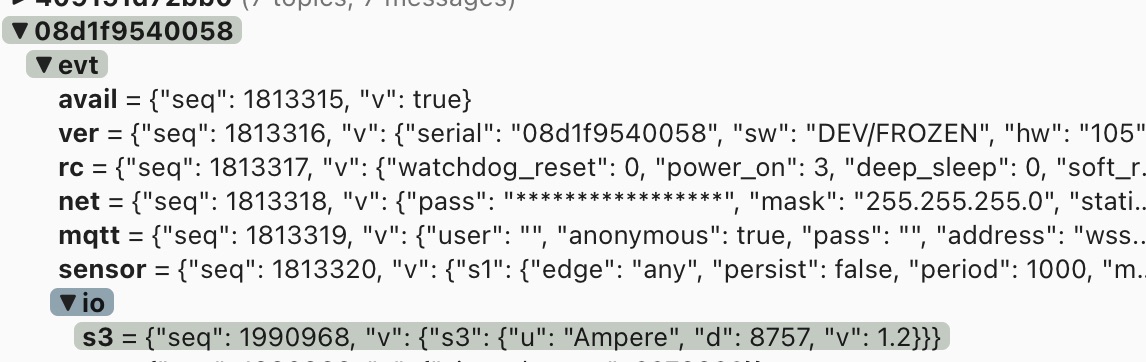 (7 topics, 7 messages)
▼ 08d1f9540058
▼ evt
avail = {"seq": 1813315, "v": true}
ver = {"seq": 1813316, "v": {"serial": "08d1f9540058", "sw": "DEV/FROZEN", "hw": "105"
rc = {"seq": 1813317, "v": {"watchdog_reset": 0, "power_on": 3, "deep_sleep": 0, "soft_r...
net = {"seq": 1813318, "v": {"pass": "*****************", "mask": "255.255.255.0", "stati...
mqtt = {"seq": 1813319, "v": {"user": "", "anonymous": true, "pass": "", "address": "wss...
sensor = {"seq": 1813320, "v": {"s1": {"edge": "any", "persist": false, "period": 1000, "m...
▼ io
s3 = {"seq": 1990968, "v": {"s3": {"u": "Ampere", "d": 8757, "v": 1.2}}}